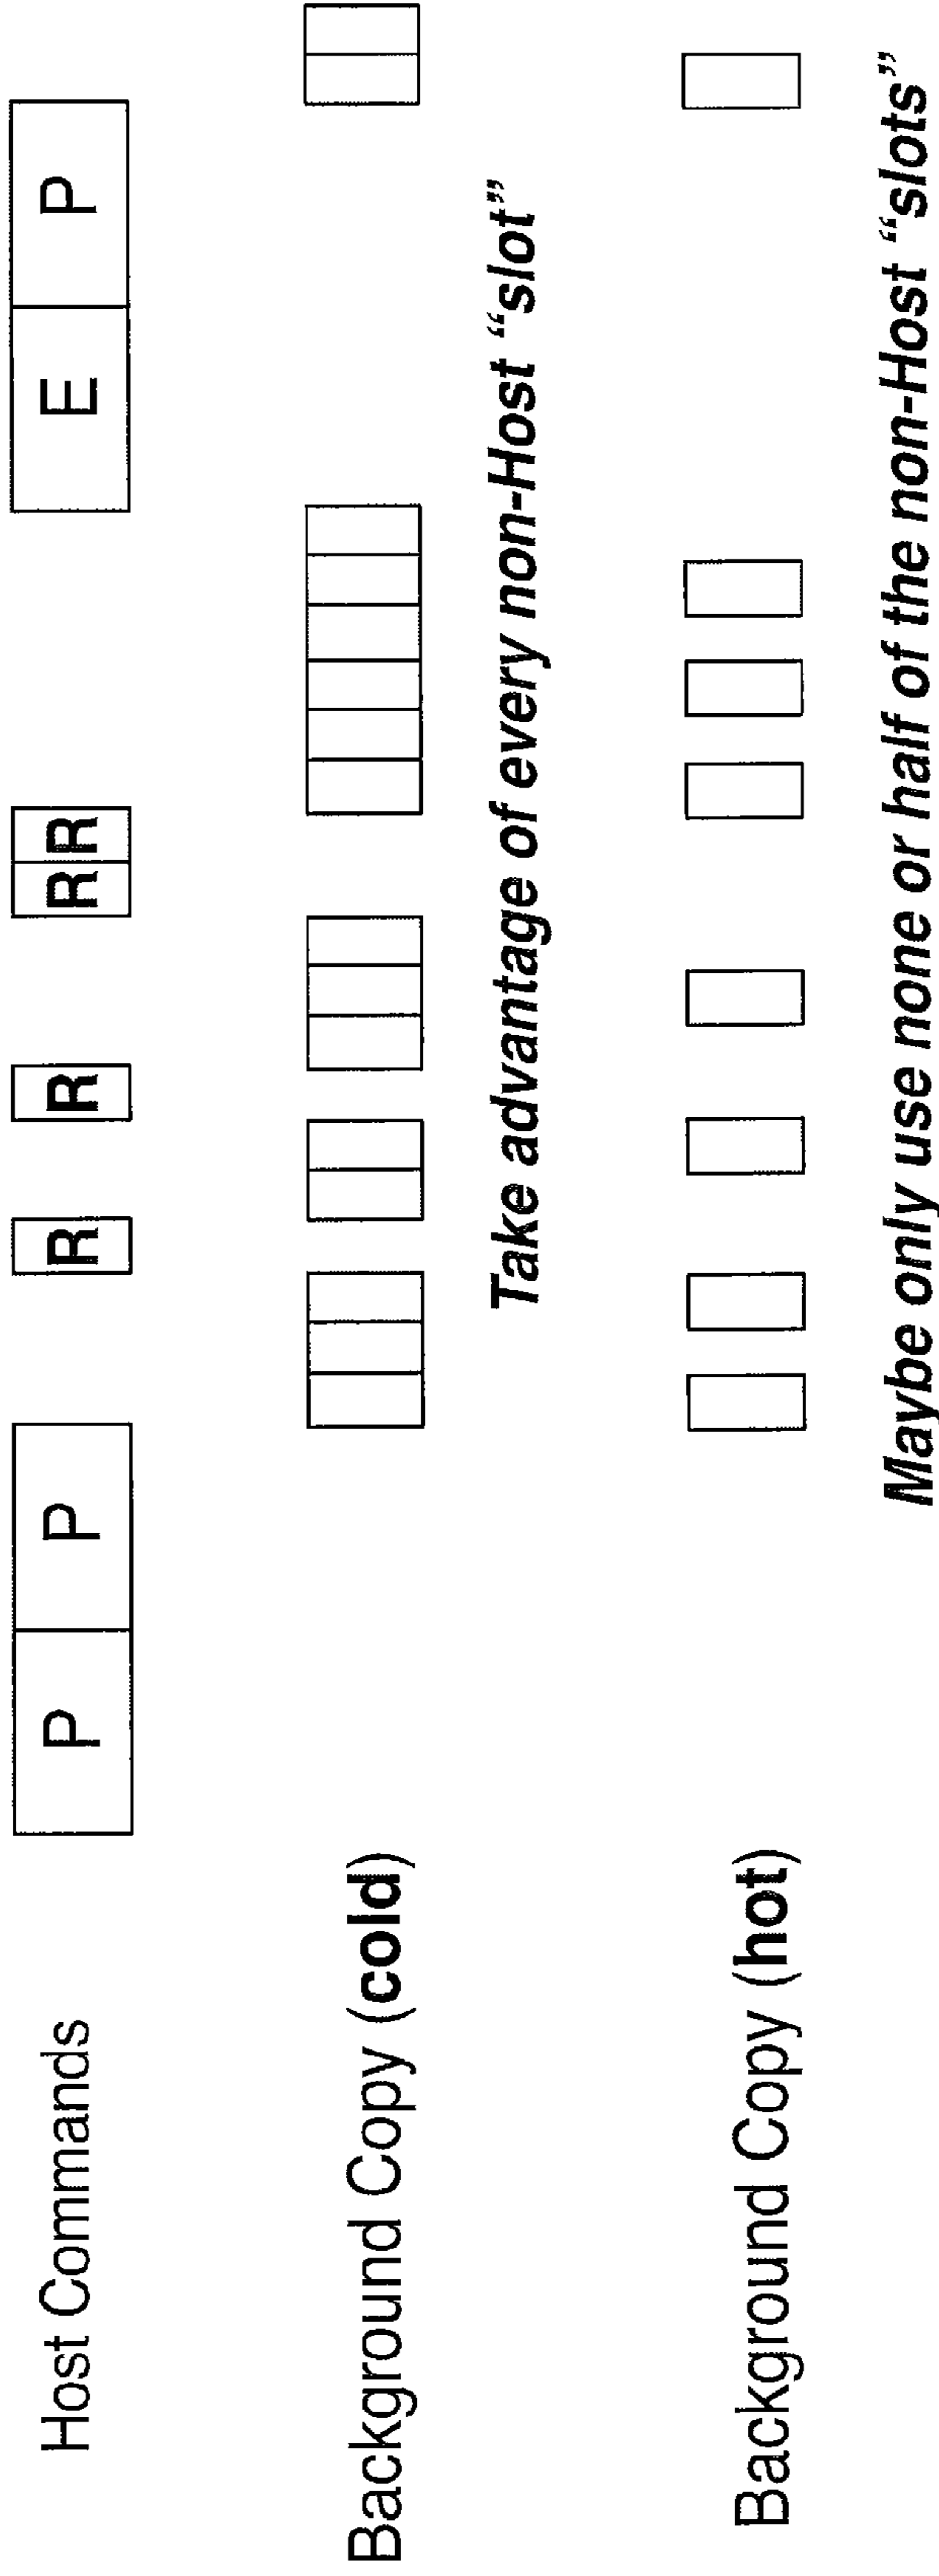 Host Commands P P R R R R E P
Background Copy (cold)
Take advantage of every non-Host “slot”
Background Copy (hot)
Maybe only use none or half of the non-Host “slots”